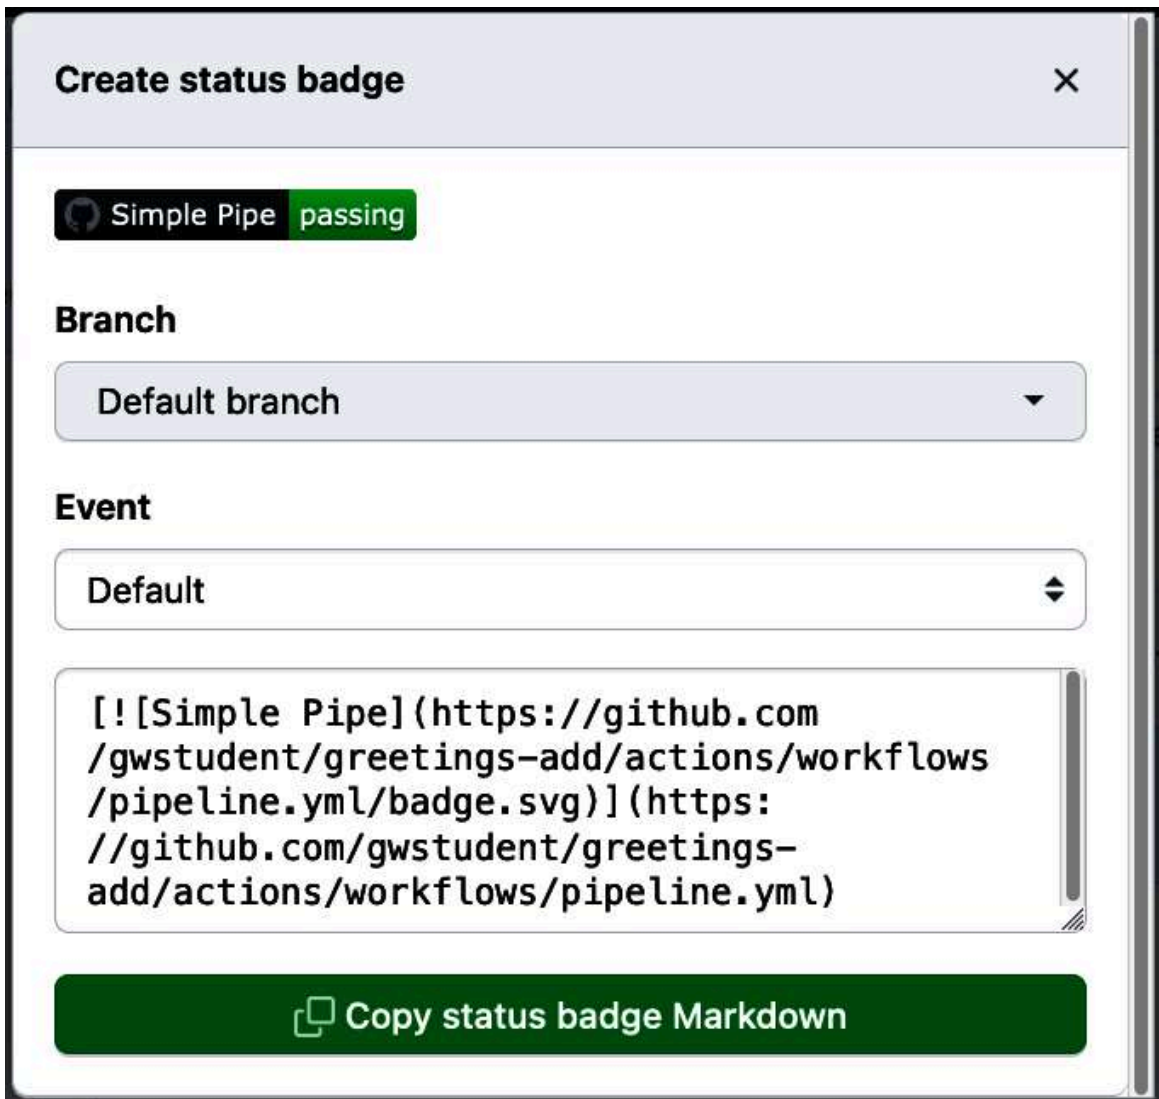 Create status badge
Simple Pipe passing
Branch
Default branch
Event
Default
[![Simple Pipe](https://github.com
/gwstudent/greetings-add/actions/workflows
/pipeline.yml/badge.svg)](https:
//github.com/gwstudent/greetings-
add/actions/workflows/pipeline.yml)
Copy status badge Markdown